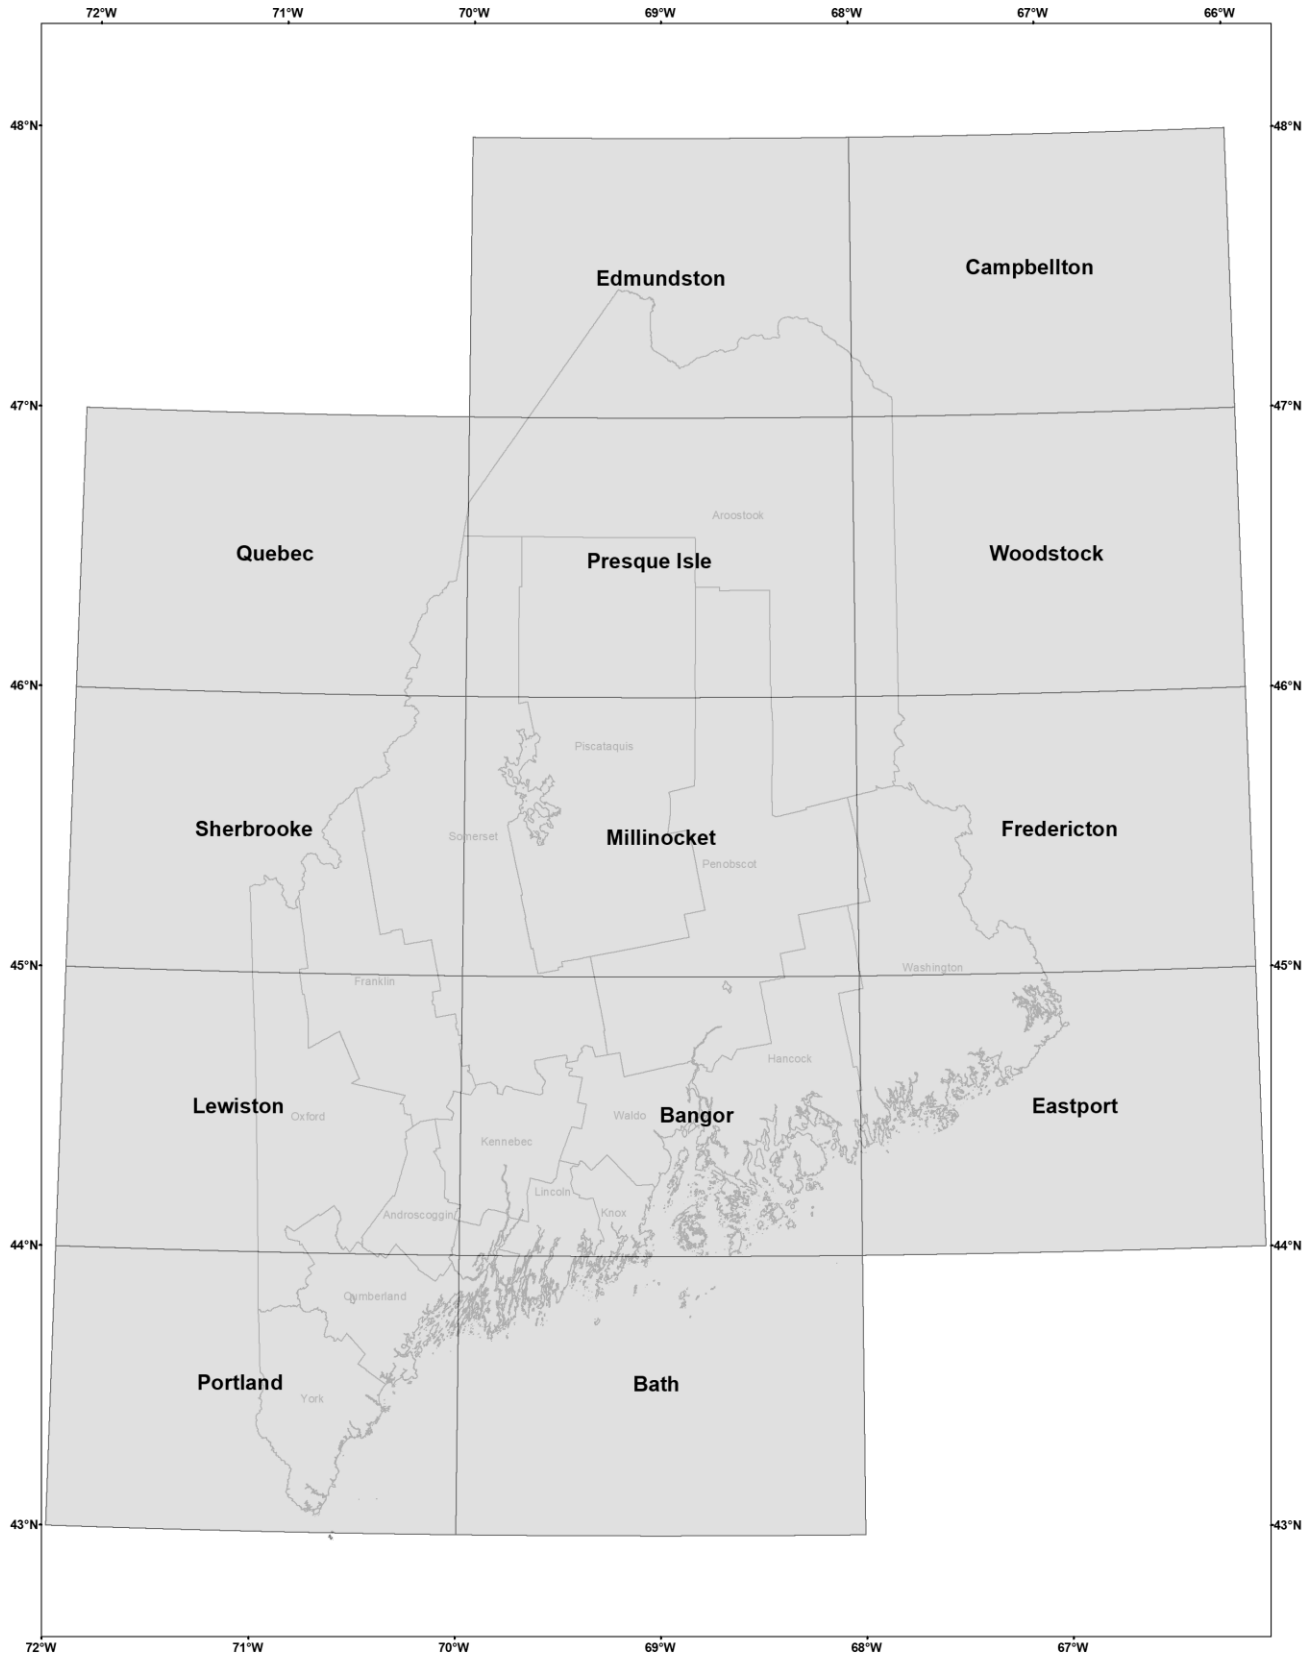 72°W 71°W 70°W 69°W 68°W 67°W 66°W
48°N 48°N
Campbellton
Edmundston
47°N 47°N
Aroostook
Quebec Presque Isle Woodstock
46°N 46°N
Piscataquis
Sherbrooke Somerset Millinocket Fredericton
Penobscot
45°N Washington 45°N
Franklin
Hancock
Lewiston Oxford Waldo Bangor Eastport
Kennebec
Lincoln
Androscoggin Knox
44°N 44°N
Cumberland
Portland Bath
York
43°N 43°N
72°W 71°W 70°W 69°W 68°W 67°W